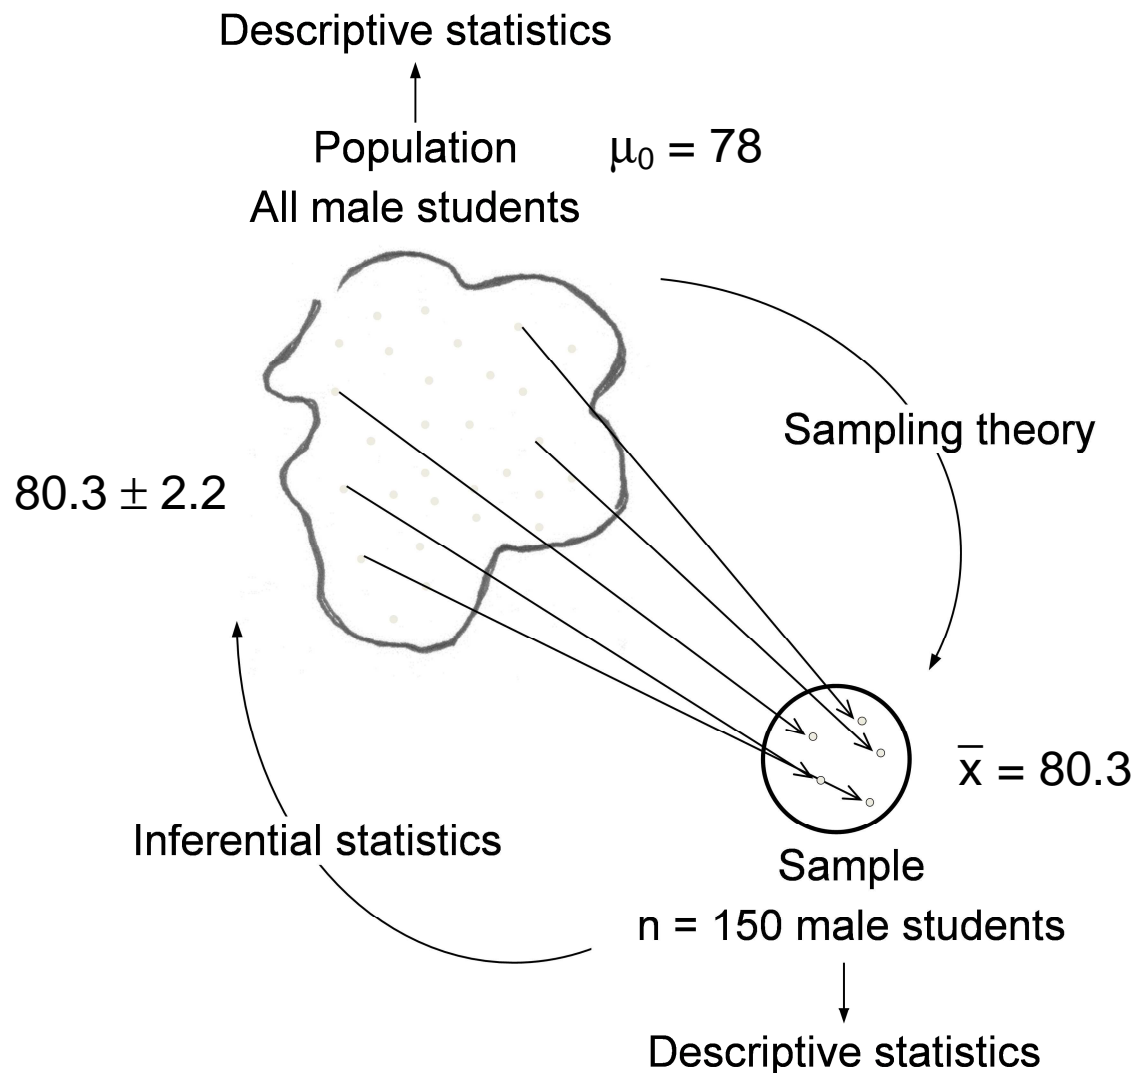 Descriptive statistics
Population
μ₀ = 78
All male students
Sampling theory
80.3 ± 2.2
x̅ = 80.3
Inferential statistics
Sample
n = 150 male students
Descriptive statistics